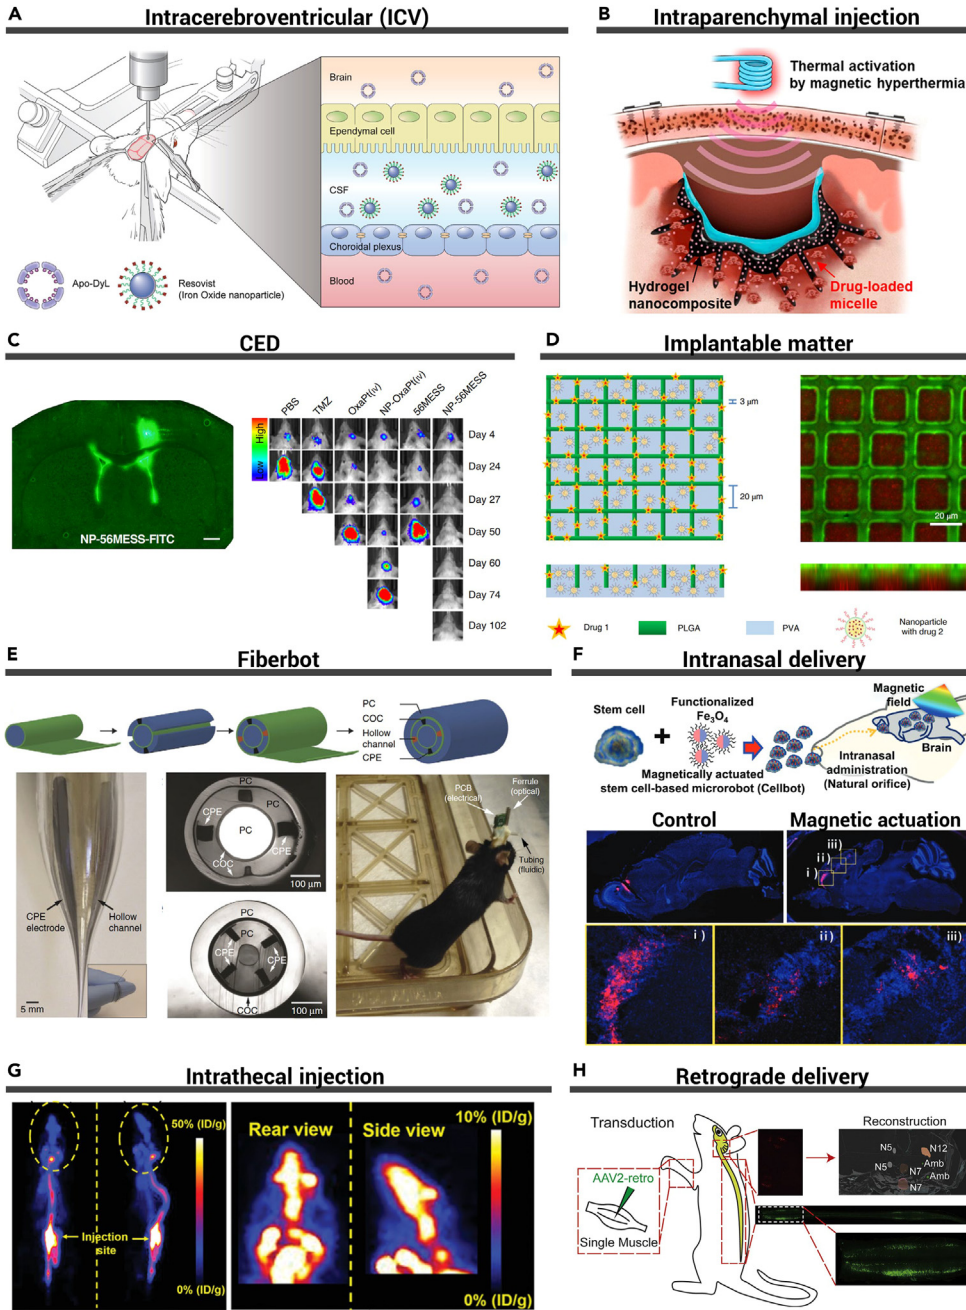 A
Intracerebroventricular (ICV)
Brain
Ependymal cell
CSF
Choroidal plexus
Blood
Apo-DyL
Resovist
(Iron Oxide nanoparticle)
B
Intraparenchymal injection
Thermal activation
by magnetic hyperthermia
Hydrogel
nanocomposite
Drug-loaded
micelle
C
CED
NP-56MESS-FITC
High
Low
PBS
TMZ
OxaPt(IV)
NP-OxaPt(IV)
56MESS
NP-56MESS
Day 4
Day 24
Day 27
Day 50
Day 60
Day 74
Day 102
D
Implantable matter
3 µm
20 µm
20 µm
Drug 1
PLGA
PVA
Nanoparticle
with drug 2
E
Fiberbot
PC
COC
Hollow
channel
CPE
CPE
electrode
Hollow
channel
5 mm
PC
PC
CPE
PC
CPE
COC
100 µm
PC
CPE
CPE
COC
100 µm
PCB
(electrical)
Ferrule
(optical)
Tubing
(fluidic)
F
Intranasal delivery
Stem cell
Functionalized
Fe3O4
Magnetically actuated
stem cell-based microrobot (Cellbot)
Magnetic
field
Brain
Intranasal
administration
(Natural orifice)
Control
Magnetic actuation
i )
ii )
iii )
i )
ii )
iii )
G
Intrathecal injection
50% (ID/g)
Injection
site
0% (ID/g)
Rear view
Side view
10% (ID/g)
0% (ID/g)
H
Retrograde delivery
Transduction
AAV2-retro
Single Muscle
Reconstruction
N5
N12
N5
N7
Amb
Amb
N7